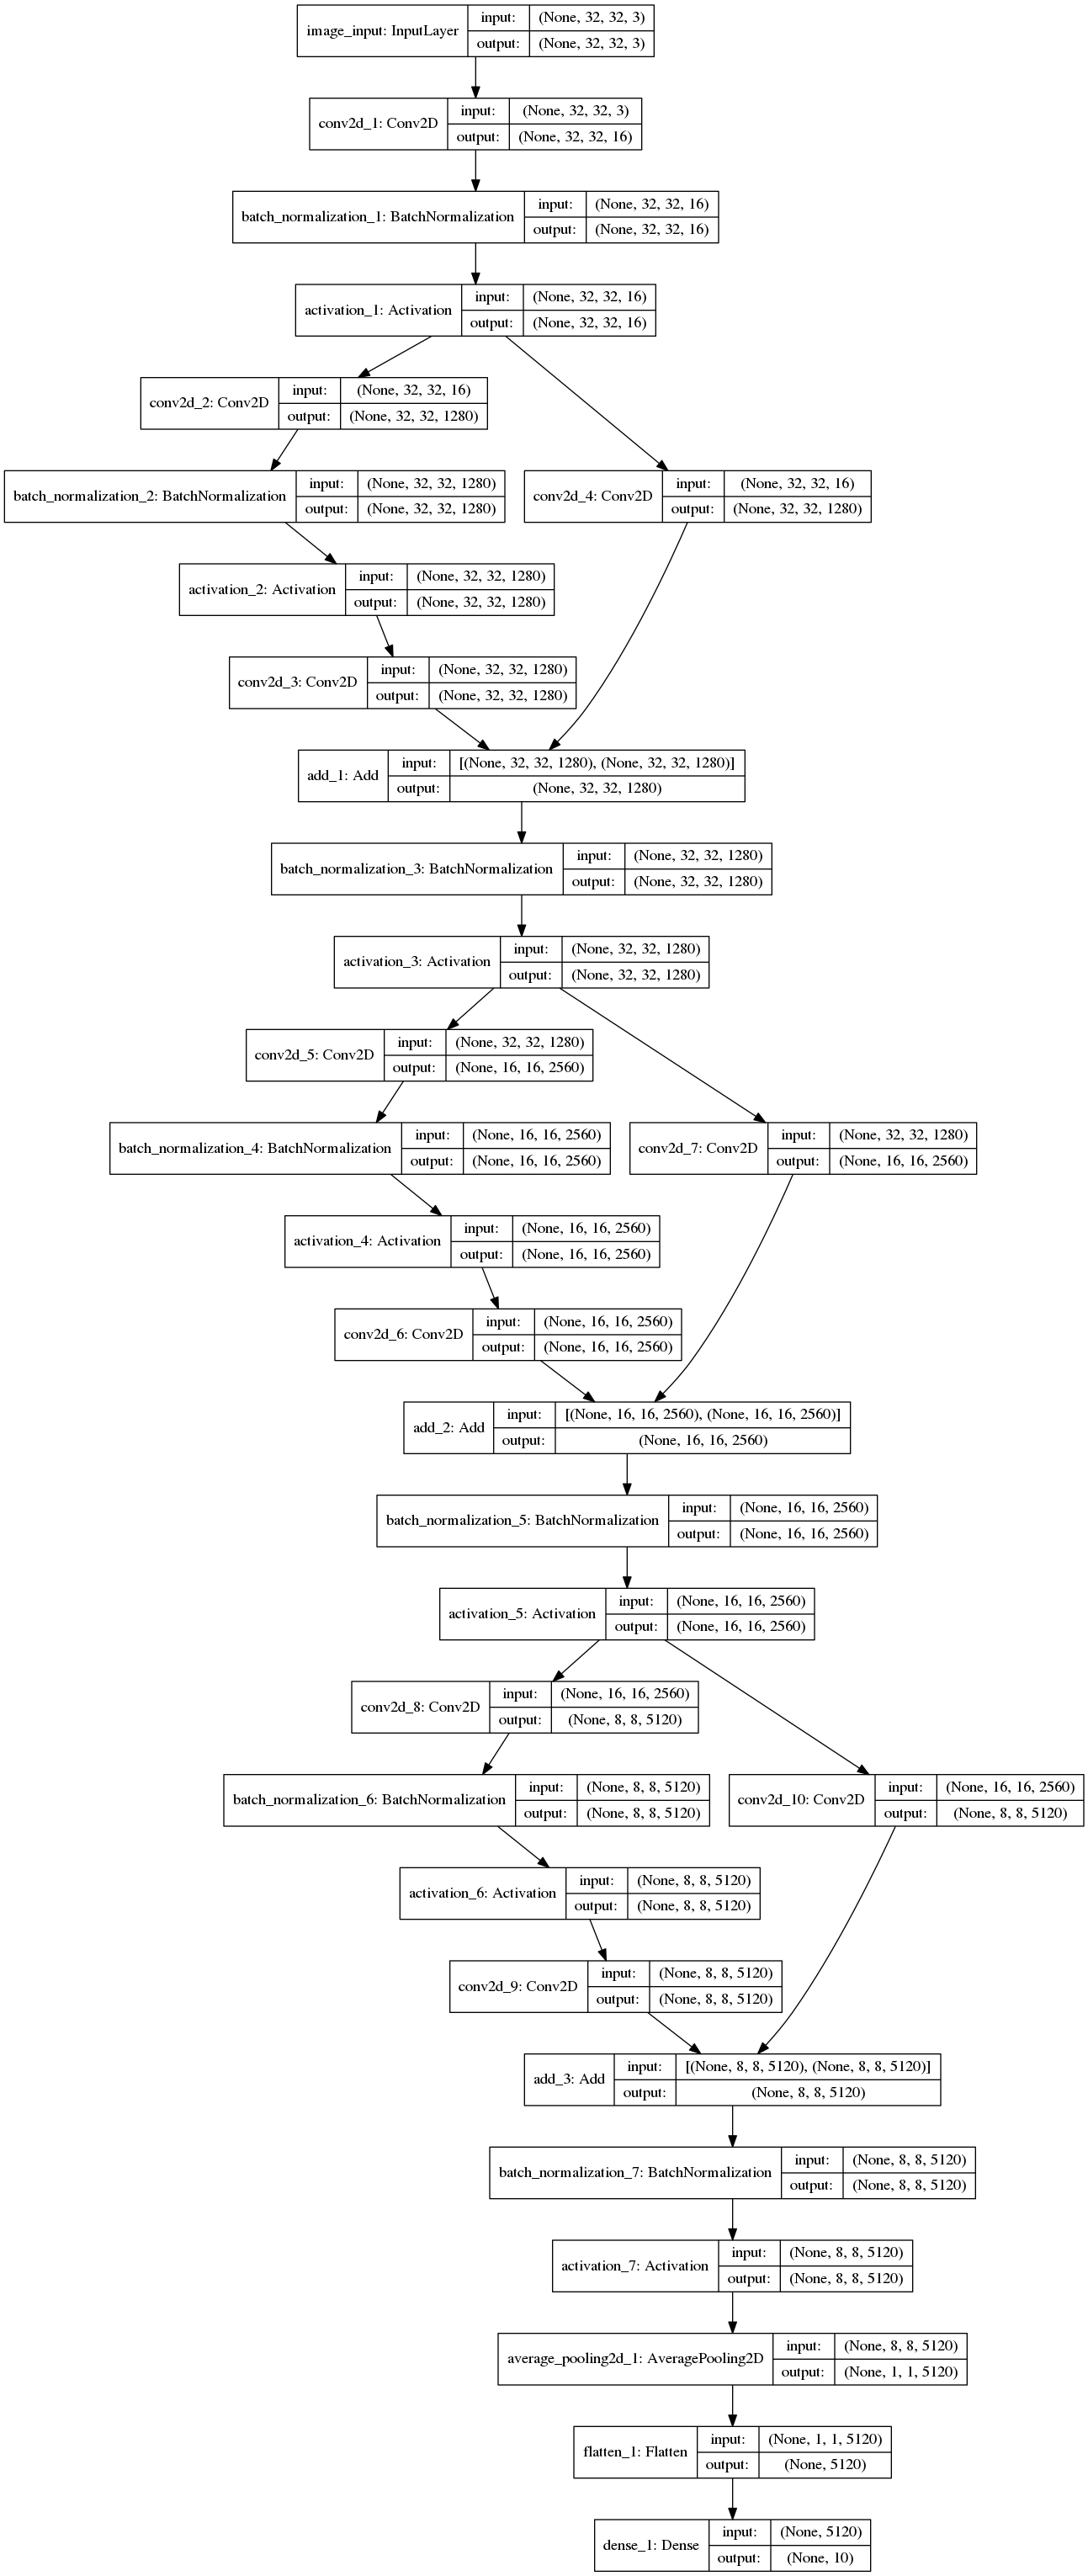 image_input: InputLayer
input: (None, 32, 32, 3)
output: (None, 32, 32, 3)
conv2d_1: Conv2D
input: (None, 32, 32, 3)
output: (None, 32, 32, 16)
batch_normalization_1: BatchNormalization
input: (None, 32, 32, 16)
output: (None, 32, 32, 16)
activation_1: Activation
input: (None, 32, 32, 16)
output: (None, 32, 32, 16)
conv2d_2: Conv2D
input: (None, 32, 32, 16)
output: (None, 32, 32, 1280)
batch_normalization_2: BatchNormalization
input: (None, 32, 32, 1280)
output: (None, 32, 32, 1280)
conv2d_4: Conv2D
input: (None, 32, 32, 16)
output: (None, 32, 32, 1280)
activation_2: Activation
input: (None, 32, 32, 1280)
output: (None, 32, 32, 1280)
conv2d_3: Conv2D
input: (None, 32, 32, 1280)
output: (None, 32, 32, 1280)
add_1: Add
input: [(None, 32, 32, 1280), (None, 32, 32, 1280)]
output: (None, 32, 32, 1280)
batch_normalization_3: BatchNormalization
input: (None, 32, 32, 1280)
output: (None, 32, 32, 1280)
activation_3: Activation
input: (None, 32, 32, 1280)
output: (None, 32, 32, 1280)
conv2d_5: Conv2D
input: (None, 32, 32, 1280)
output: (None, 16, 16, 2560)
batch_normalization_4: BatchNormalization
input: (None, 16, 16, 2560)
output: (None, 16, 16, 2560)
conv2d_7: Conv2D
input: (None, 32, 32, 1280)
output: (None, 16, 16, 2560)
activation_4: Activation
input: (None, 16, 16, 2560)
output: (None, 16, 16, 2560)
conv2d_6: Conv2D
input: (None, 16, 16, 2560)
output: (None, 16, 16, 2560)
add_2: Add
input: [(None, 16, 16, 2560), (None, 16, 16, 2560)]
output: (None, 16, 16, 2560)
batch_normalization_5: BatchNormalization
input: (None, 16, 16, 2560)
output: (None, 16, 16, 2560)
activation_5: Activation
input: (None, 16, 16, 2560)
output: (None, 16, 16, 2560)
conv2d_8: Conv2D
input: (None, 16, 16, 2560)
output: (None, 8, 8, 5120)
batch_normalization_6: BatchNormalization
input: (None, 8, 8, 5120)
output: (None, 8, 8, 5120)
conv2d_10: Conv2D
input: (None, 16, 16, 2560)
output: (None, 8, 8, 5120)
activation_6: Activation
input: (None, 8, 8, 5120)
output: (None, 8, 8, 5120)
conv2d_9: Conv2D
input: (None, 8, 8, 5120)
output: (None, 8, 8, 5120)
add_3: Add
input: [(None, 8, 8, 5120), (None, 8, 8, 5120)]
output: (None, 8, 8, 5120)
batch_normalization_7: BatchNormalization
input: (None, 8, 8, 5120)
output: (None, 8, 8, 5120)
activation_7: Activation
input: (None, 8, 8, 5120)
output: (None, 8, 8, 5120)
average_pooling2d_1: AveragePooling2D
input: (None, 8, 8, 5120)
output: (None, 1, 1, 5120)
flatten_1: Flatten
input: (None, 1, 1, 5120)
output: (None, 5120)
dense_1: Dense
input: (None, 5120)
output: (None, 10)